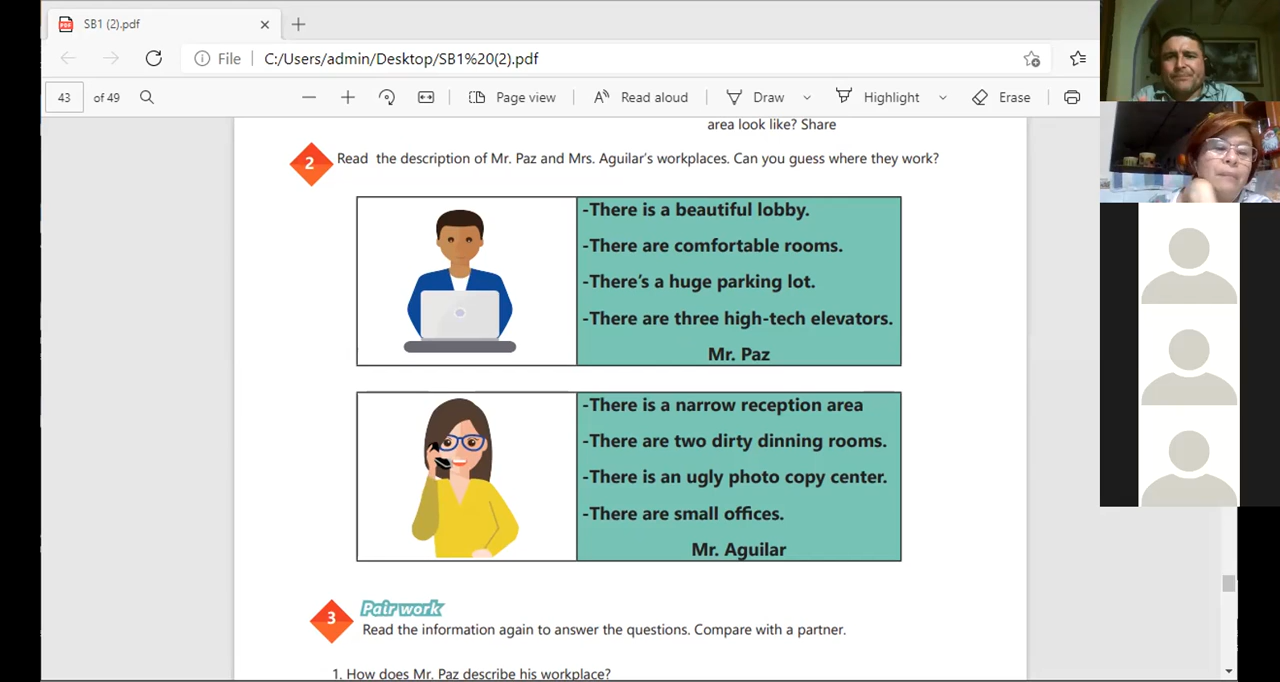 SB1 (2).pdf
File C:/Users/admin/Desktop/SB1%20(2).pdf
43 of 49 Page view Read aloud Draw Highlight Erase
area look like? Share
2 Read the description of Mr. Paz and Mrs. Aguilar's workplaces. Can you guess where they work?
-There is a beautiful lobby.
-There are comfortable rooms.
-There's a huge parking lot.
-There are three high-tech elevators.
Mr. Paz
-There is a narrow reception area
-There are two dirty dinning rooms.
-There is an ugly photo copy center.
-There are small offices.
Mr. Aguilar
3 Pair work
Read the information again to answer the questions. Compare with a partner.
1. How does Mr. Paz describe his workplace?